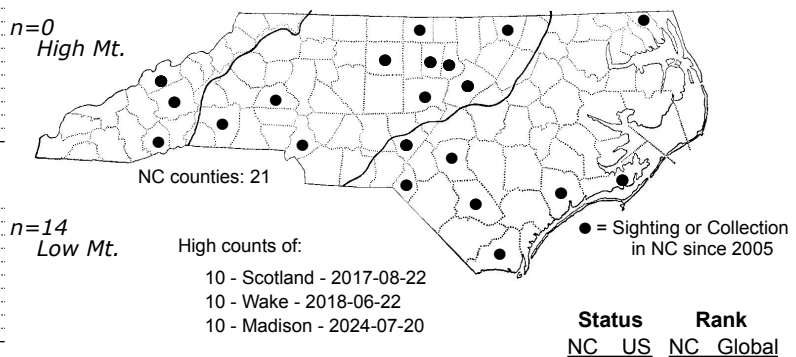 n=0
High Mt.
NC counties: 21
n=14
Low Mt.
High counts of:
10 - Scotland - 2017-08-22
10 - Wake - 2018-06-22
10 - Madison - 2024-07-20
● = Sighting or Collection
in NC since 2005
Status Rank
NC US NC Global